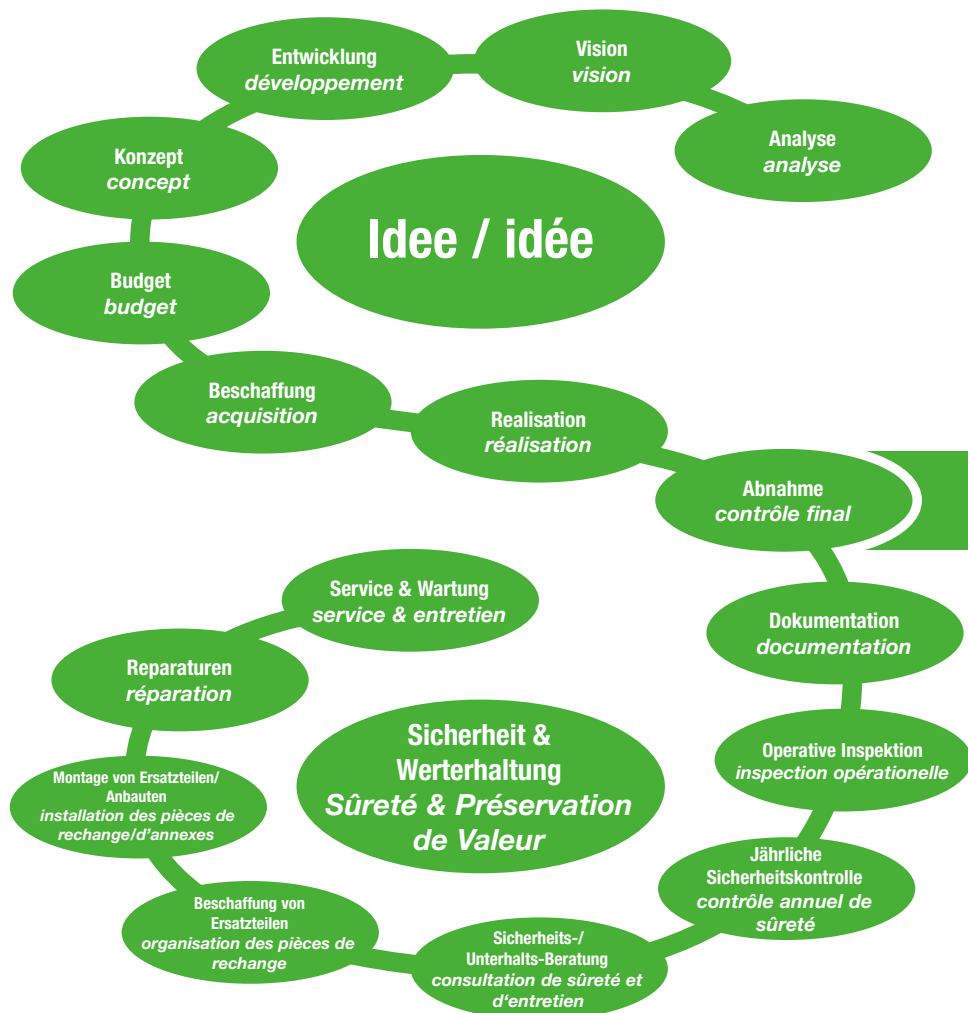 Entwicklung
développement
Vision
vision
Analyse
analyse
Konzept
concept
Idee / idée
Budget
budget
Beschaffung
acquisition
Realisation
réalisation
Abnahme
contrôle final
Service & Wartung
service & entretien
Dokumentation
documentation
Reparaturen
réparation
Sicherheit &
Werterhaltung
Sûreté & Préservation
de Valeur
Operative Inspektion
inspection opérationelle
Montage von Ersatzteilen/
Anbauten
installation des pièces de
rechange/d'annexes
Jährliche
Sicherheitskontrolle
contrôle annuel de
sûreté
Beschaffung von
Ersatzteilen
organisation des pièces de
rechange
Sicherheits-/
Unterhalts-Beratung
consultation de sûreté et
d'entretien